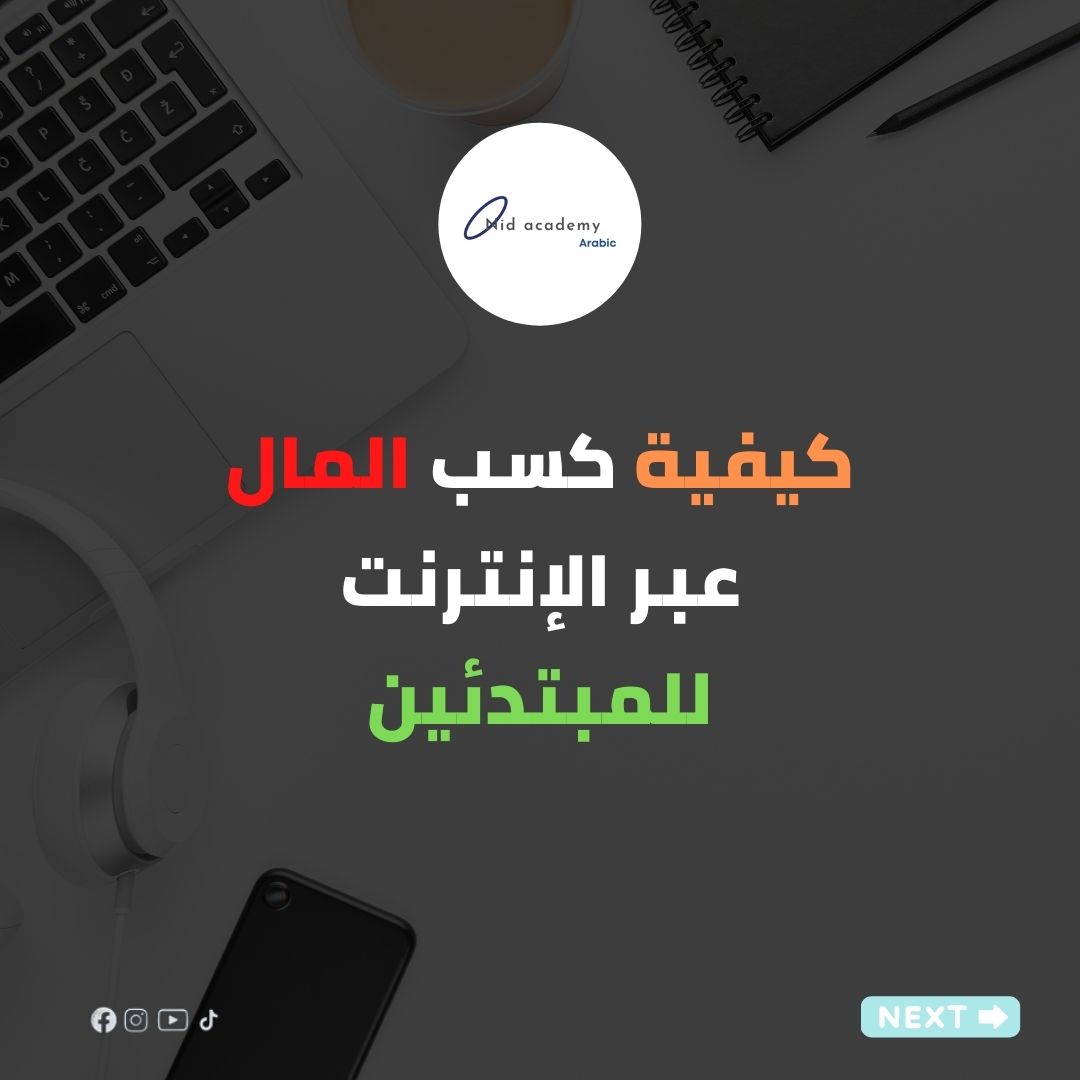 Nid academy
Arabic
كيفية كسب المال
عبر الإنترنت
للمبتدئين
NEXT